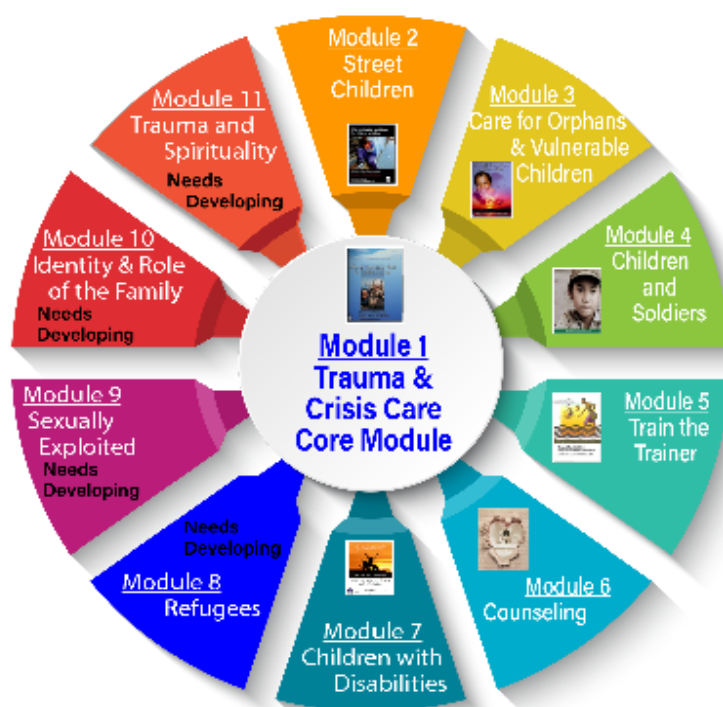 Module 1
Trauma &
Crisis Care
Core Module
Module 2
Street
Children
Module 3
Care for Orphans
& Vulnerable
Children
Module 4
Children
and
Soldiers
Module 5
Train the
Trainer
Module 6
Counseling
Module 7
Children with
Disabilities
Needs
Developing
Module 8
Refugees
Module 9
Sexually
Exploited
Needs
Developing
Module 10
Identity & Role
of the Family
Needs
Developing
Module 11
Trauma and
Spirituality
Needs
Developing